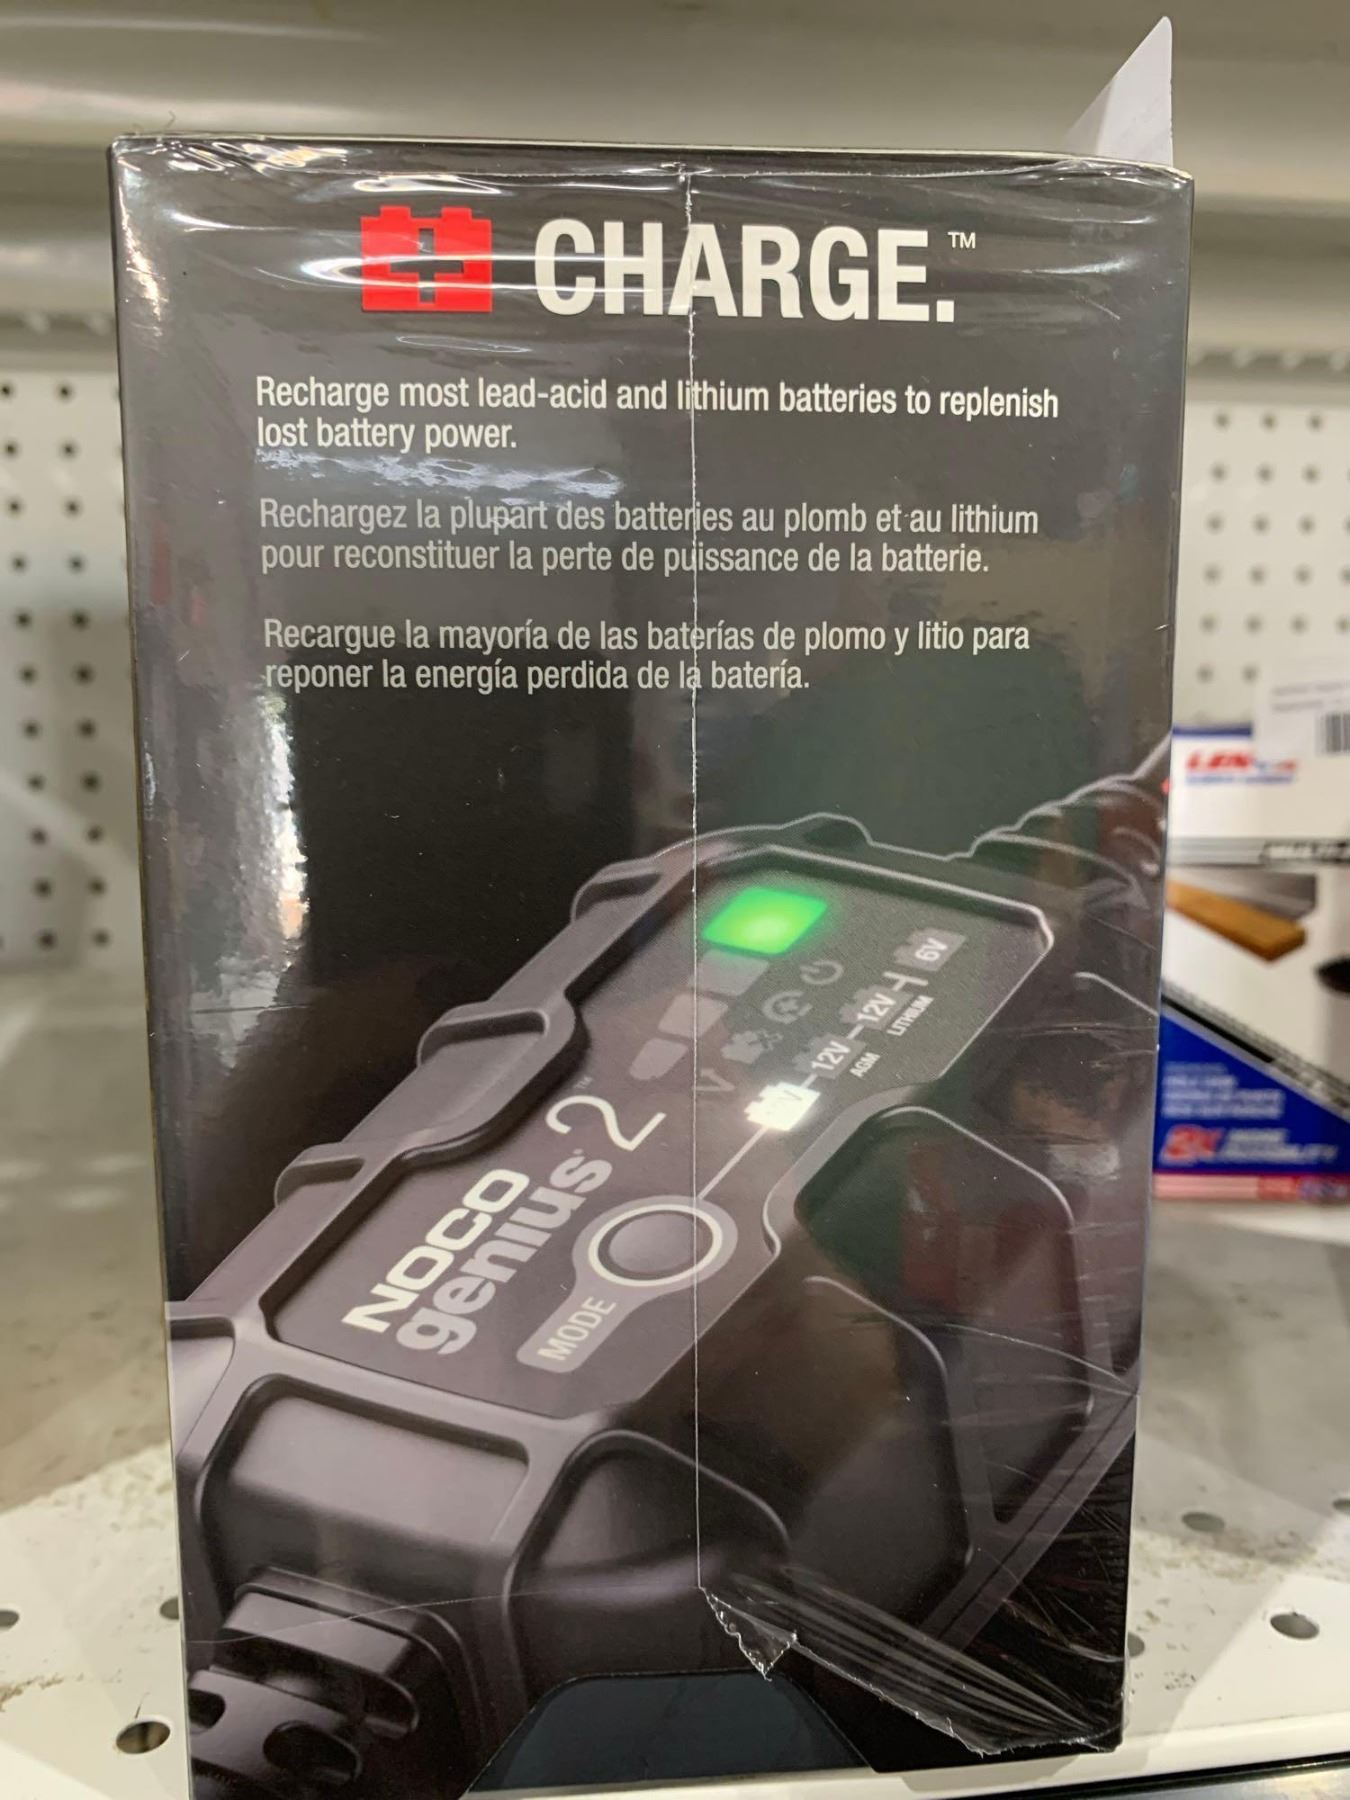 CHARGE.™
Recharge most lead-acid and lithium batteries to replenish
lost battery power.
Rechargez la plupart des batteries au plomb et au lithium
pour reconstituer la perte de puissance de la batterie.
Recargue la mayoría de las baterías de plomo y litio para
reponer la energía perdida de la batería.
6V
12V
LITHIUM
12V
AGM
NOCO
genius 2™
MODE